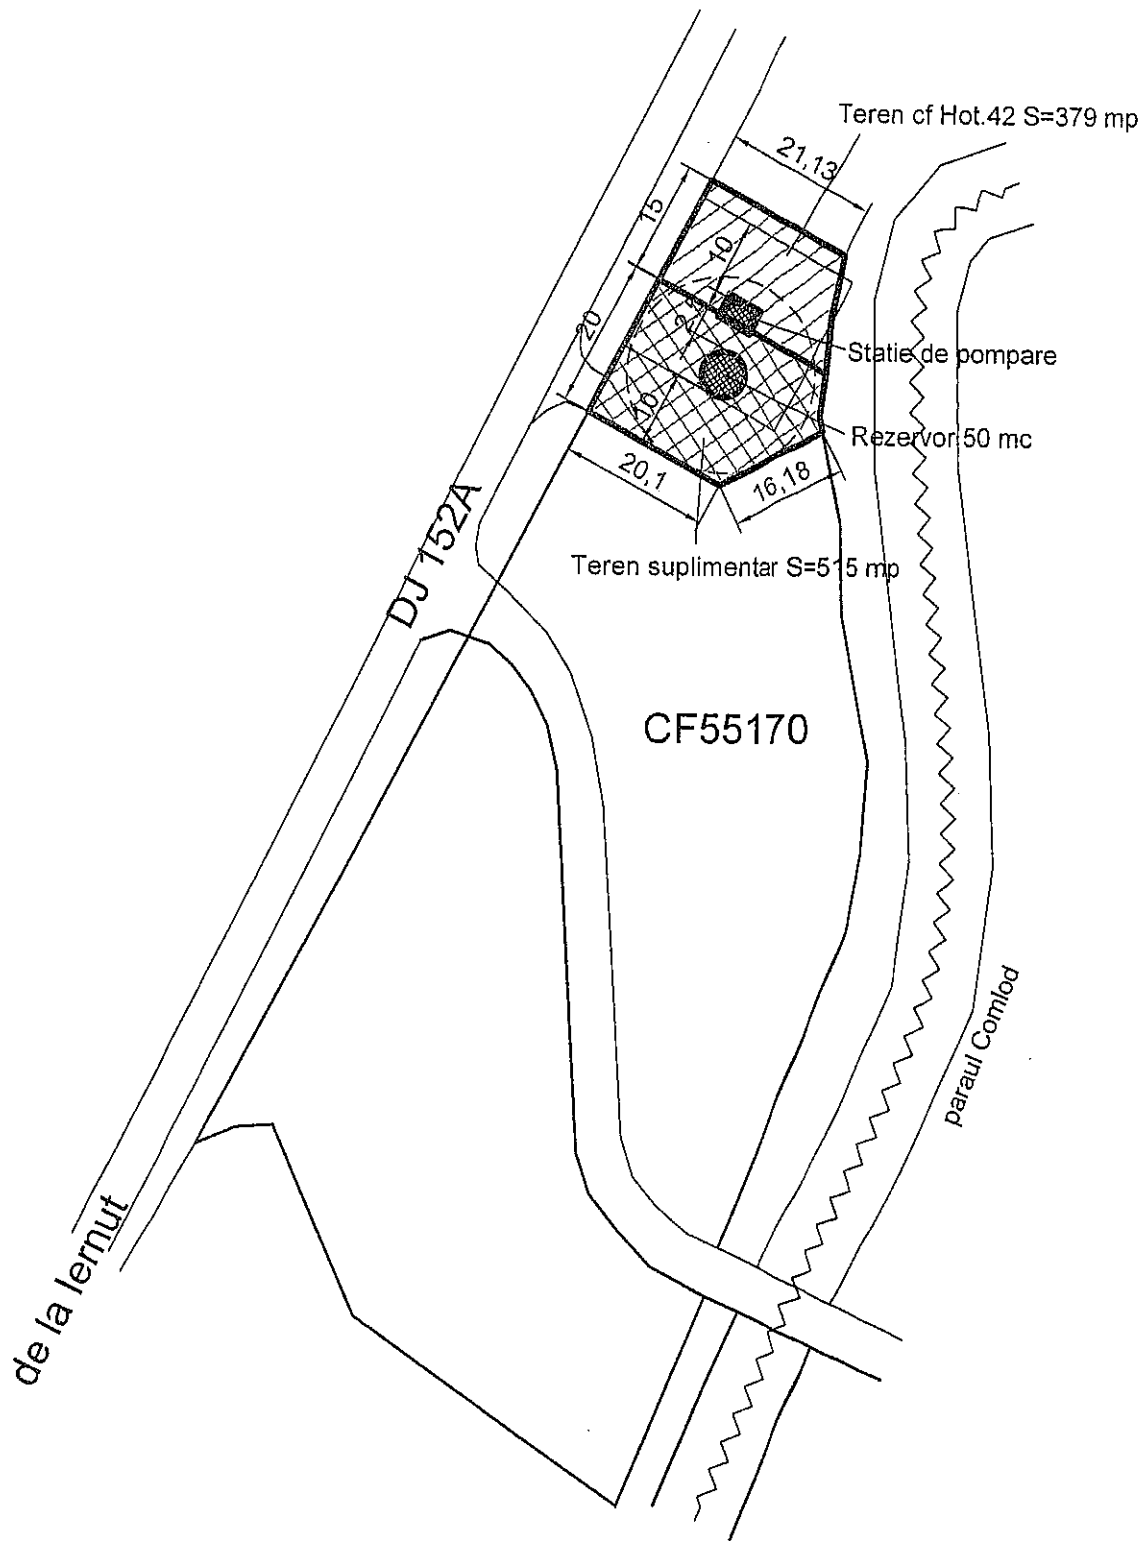 Teren cf Hot.42 S=379 mp
21,13
15
10
20
Statie de pompare
10
Rezervor 50 mc
20,1
16,18
Teren suplimentar S=515 mp
DJ 152A
CF55170
paraul Comlod
de la Iernut